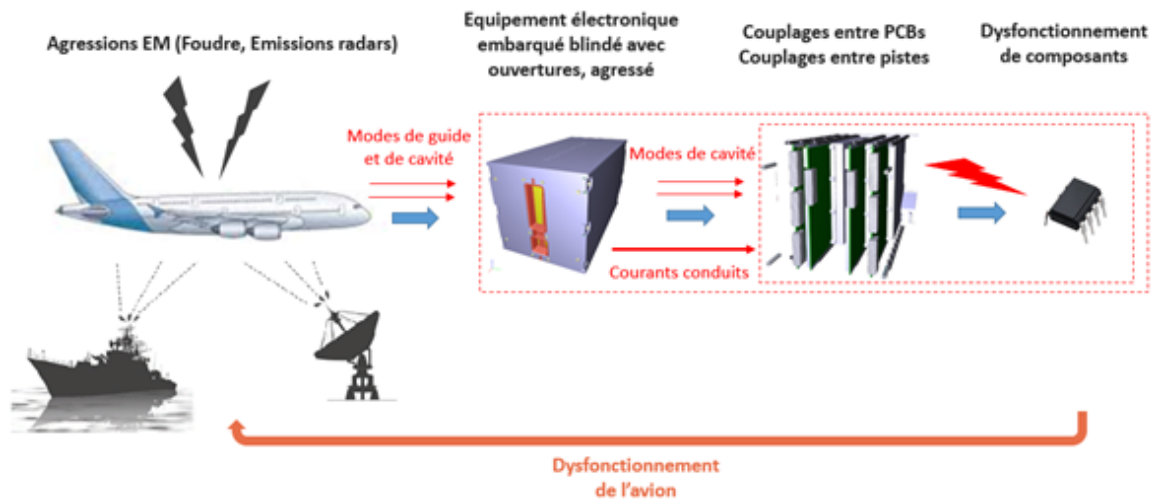 Agressions EM (Foudre, Emissions radars)
Equipement électronique
embarqué blindé avec
ouvertures, agressé
Couplages entre PCBs
Couplages entre pistes
Dysfonctionnement
de composants
Modes de guide
et de cavité
Modes de cavité
Courants conduits
Dysfonctionnement
de l'avion